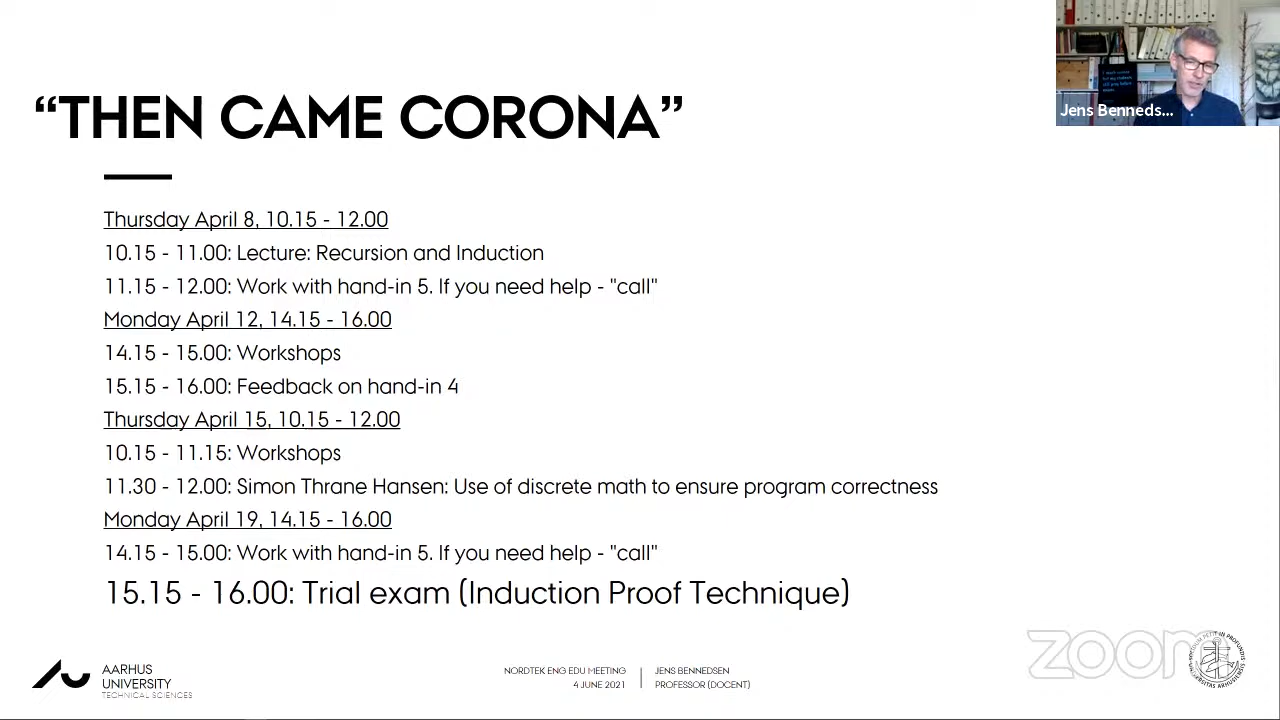 “THEN CAME CORONA”
Jens Benneds...
Thursday April 8, 10.15 - 12.00
10.15 - 11.00: Lecture: Recursion and Induction
11.15 - 12.00: Work with hand-in 5. If you need help - "call"
Monday April 12, 14.15 - 16.00
14.15 - 15.00: Workshops
15.15 - 16.00: Feedback on hand-in 4
Thursday April 15, 10.15 - 12.00
10.15 - 11.15: Workshops
11.30 - 12.00: Simon Thrane Hansen: Use of discrete math to ensure program correctness
Monday April 19, 14.15 - 16.00
14.15 - 15.00: Work with hand-in 5. If you need help - "call"
15.15 - 16.00: Trial exam (Induction Proof Technique)
AARHUS
UNIVERSITY
TECHNICAL SCIENCES
NORDTEK ENG EDU MEETING
4 JUNE 2021
JENS BENNEDSEN
PROFESSOR (DOCENT)
zoom